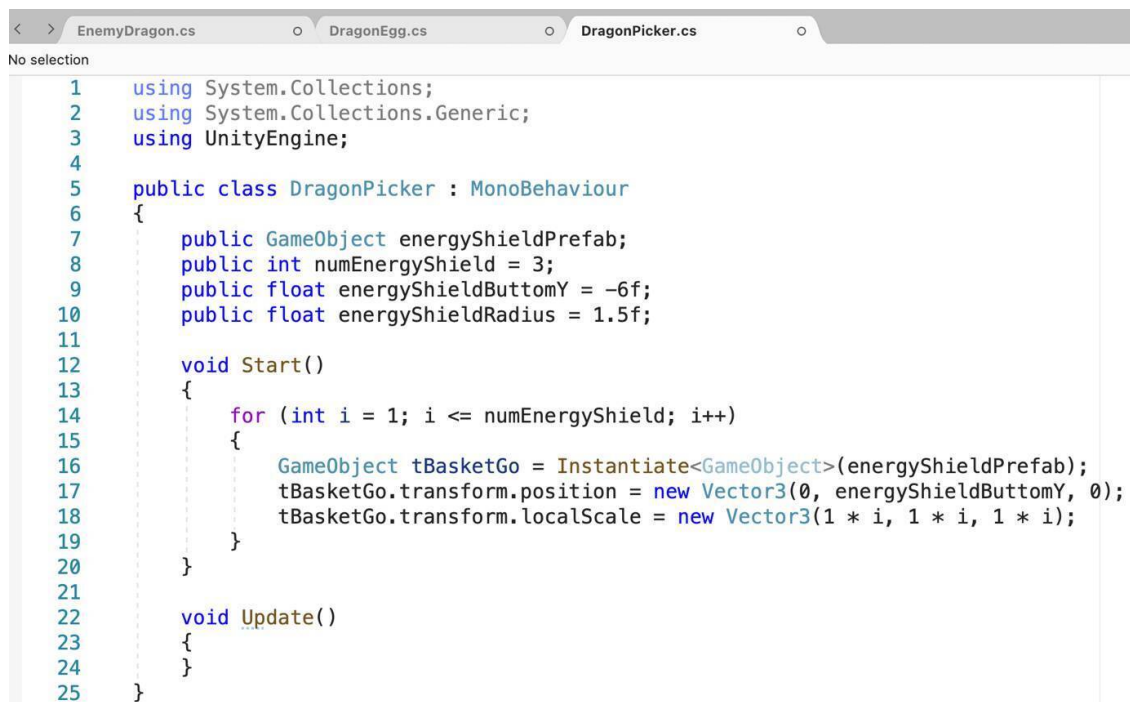 EnemyDragon.cs DragonEgg.cs DragonPicker.cs
No selection
1 using System.Collections;
2 using System.Collections.Generic;
3 using UnityEngine;
4
5 public class DragonPicker : MonoBehaviour
6 {
7 public GameObject energyShieldPrefab;
8 public int numEnergyShield = 3;
9 public float energyShieldButtomY = -6f;
10 public float energyShieldRadius = 1.5f;
11
12 void Start()
13 {
14 for (int i = 1; i <= numEnergyShield; i++)
15 {
16 GameObject tBasketGo = Instantiate<GameObject>(energyShieldPrefab);
17 tBasketGo.transform.position = new Vector3(0, energyShieldButtomY, 0);
18 tBasketGo.transform.localScale = new Vector3(1 * i, 1 * i, 1 * i);
19 }
20 }
21
22 void Update()
23 {
24 }
25 }